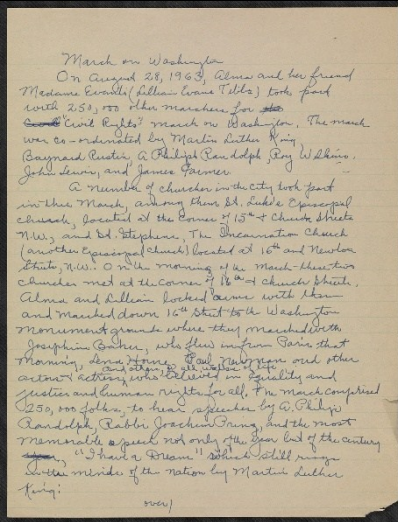 March on Washington
On August 28, 1963, Alma and her friend
Madame Evanti (Lillian Evans Tibbs) took part
with 250,000 other marchers for
"Civil Rights" march on Washington. The march
was co-ordinated by Martin Luther King,
Baynard Rustin, A. Philip Randolph, Roy Wilkins,
John Lewis, and James Farmer
A number of churches in the city took part
in this March, among them St. Luke's Episcopal
church, located at the corner of 15th & Church Streets
N.W., and St. Stephens, The Incarnation Church
(another Episcopal church) located at 16th and Newton
Streets, N.W. On the morning of the March these two
churches met at the corner of 16th & Church Streets.
Alma and Lillian locked arms with them
and marched down 16th Street to the Washington
Monument grounds where they marched with
Josephine Baker, who flew in from Paris that
morning, Lena Horne, Paul Newman and other
and others of all walks of life
actors & actress, who believed in equality and
justice and human rights for all. The march comprised
250,000 folks, to hear speeches by A. Philip
Randolph, Rabbi Joachim Prinz, and the most
memorable speech not only of the year but of the century
"I have a Dream" which still rings
in the minds of the nation by Martin Luther
King.
over)